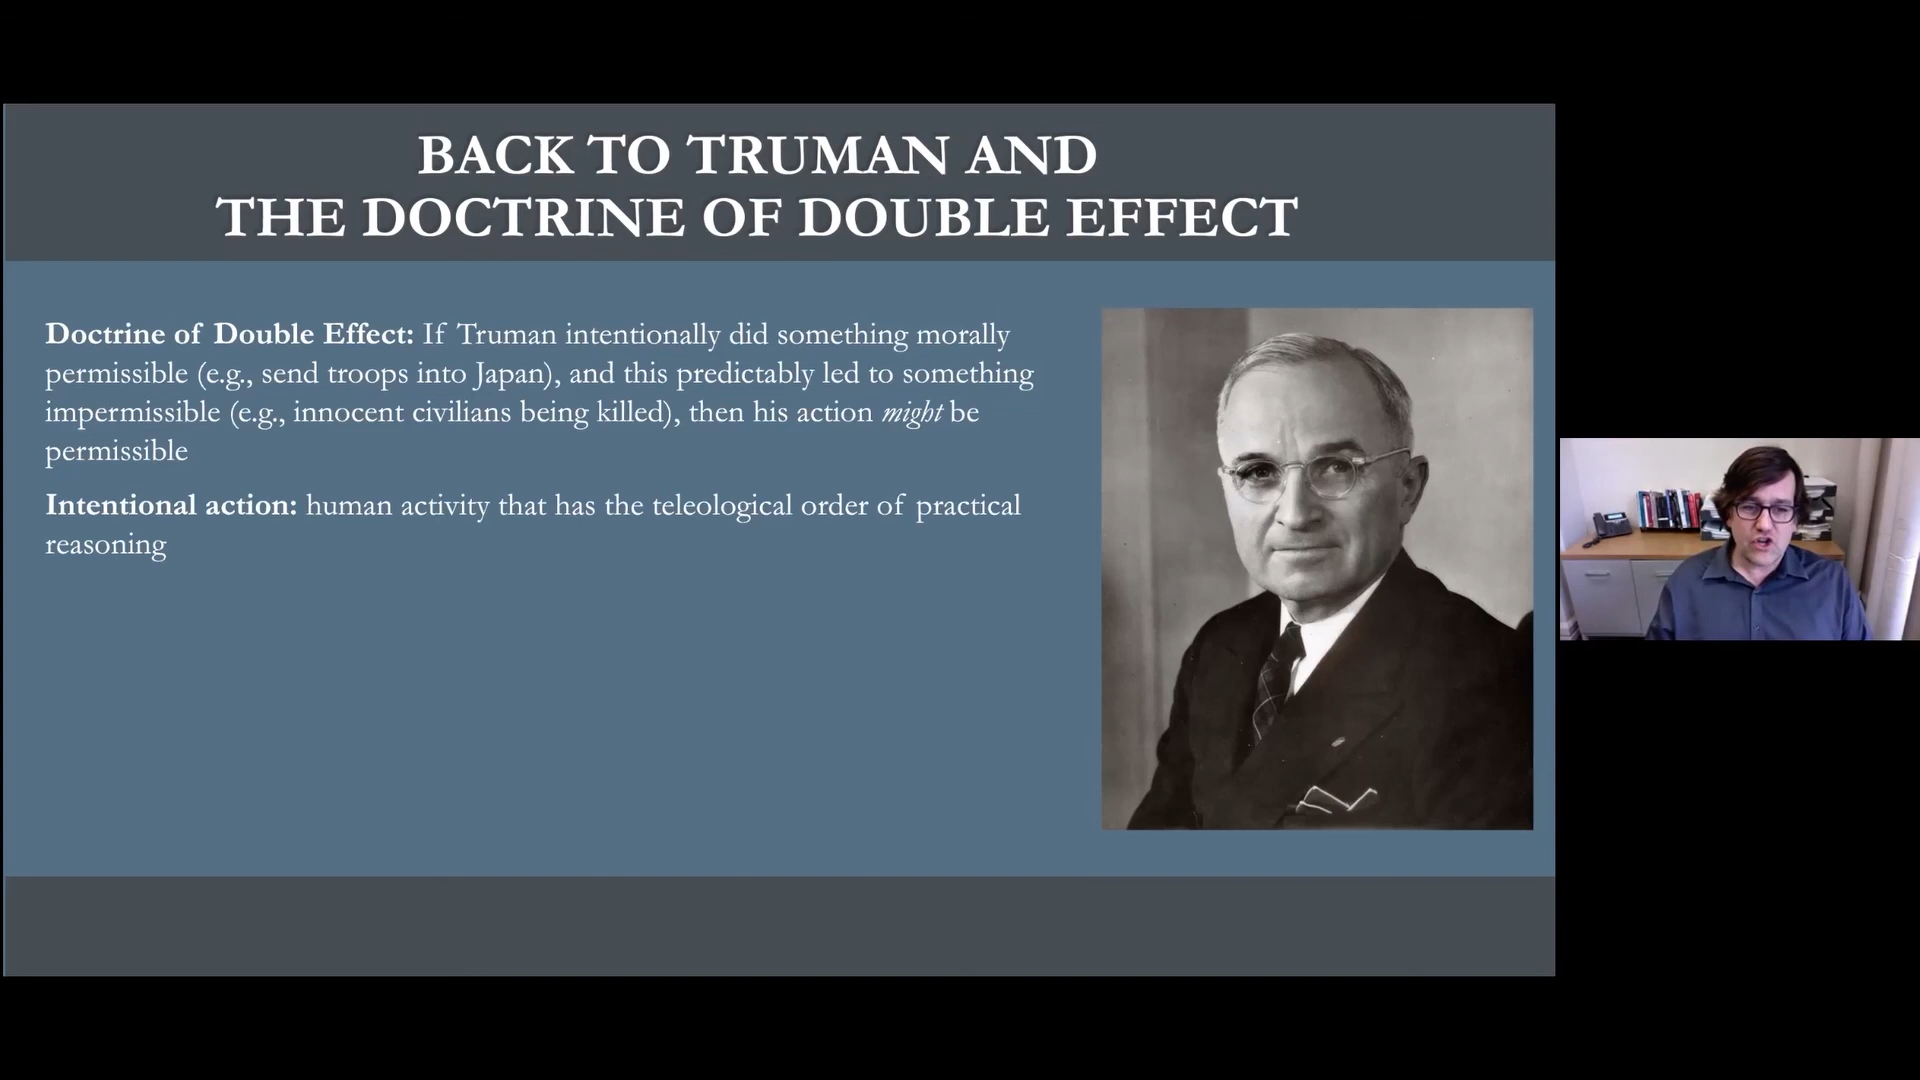 BACK TO TRUMAN AND
THE DOCTRINE OF DOUBLE EFFECT
Doctrine of Double Effect: If Truman intentionally did something morally
permissible (e.g., send troops into Japan), and this predictably led to something
impermissible (e.g., innocent civilians being killed), then his action might be
permissible
Intentional action: human activity that has the teleological order of practical
reasoning